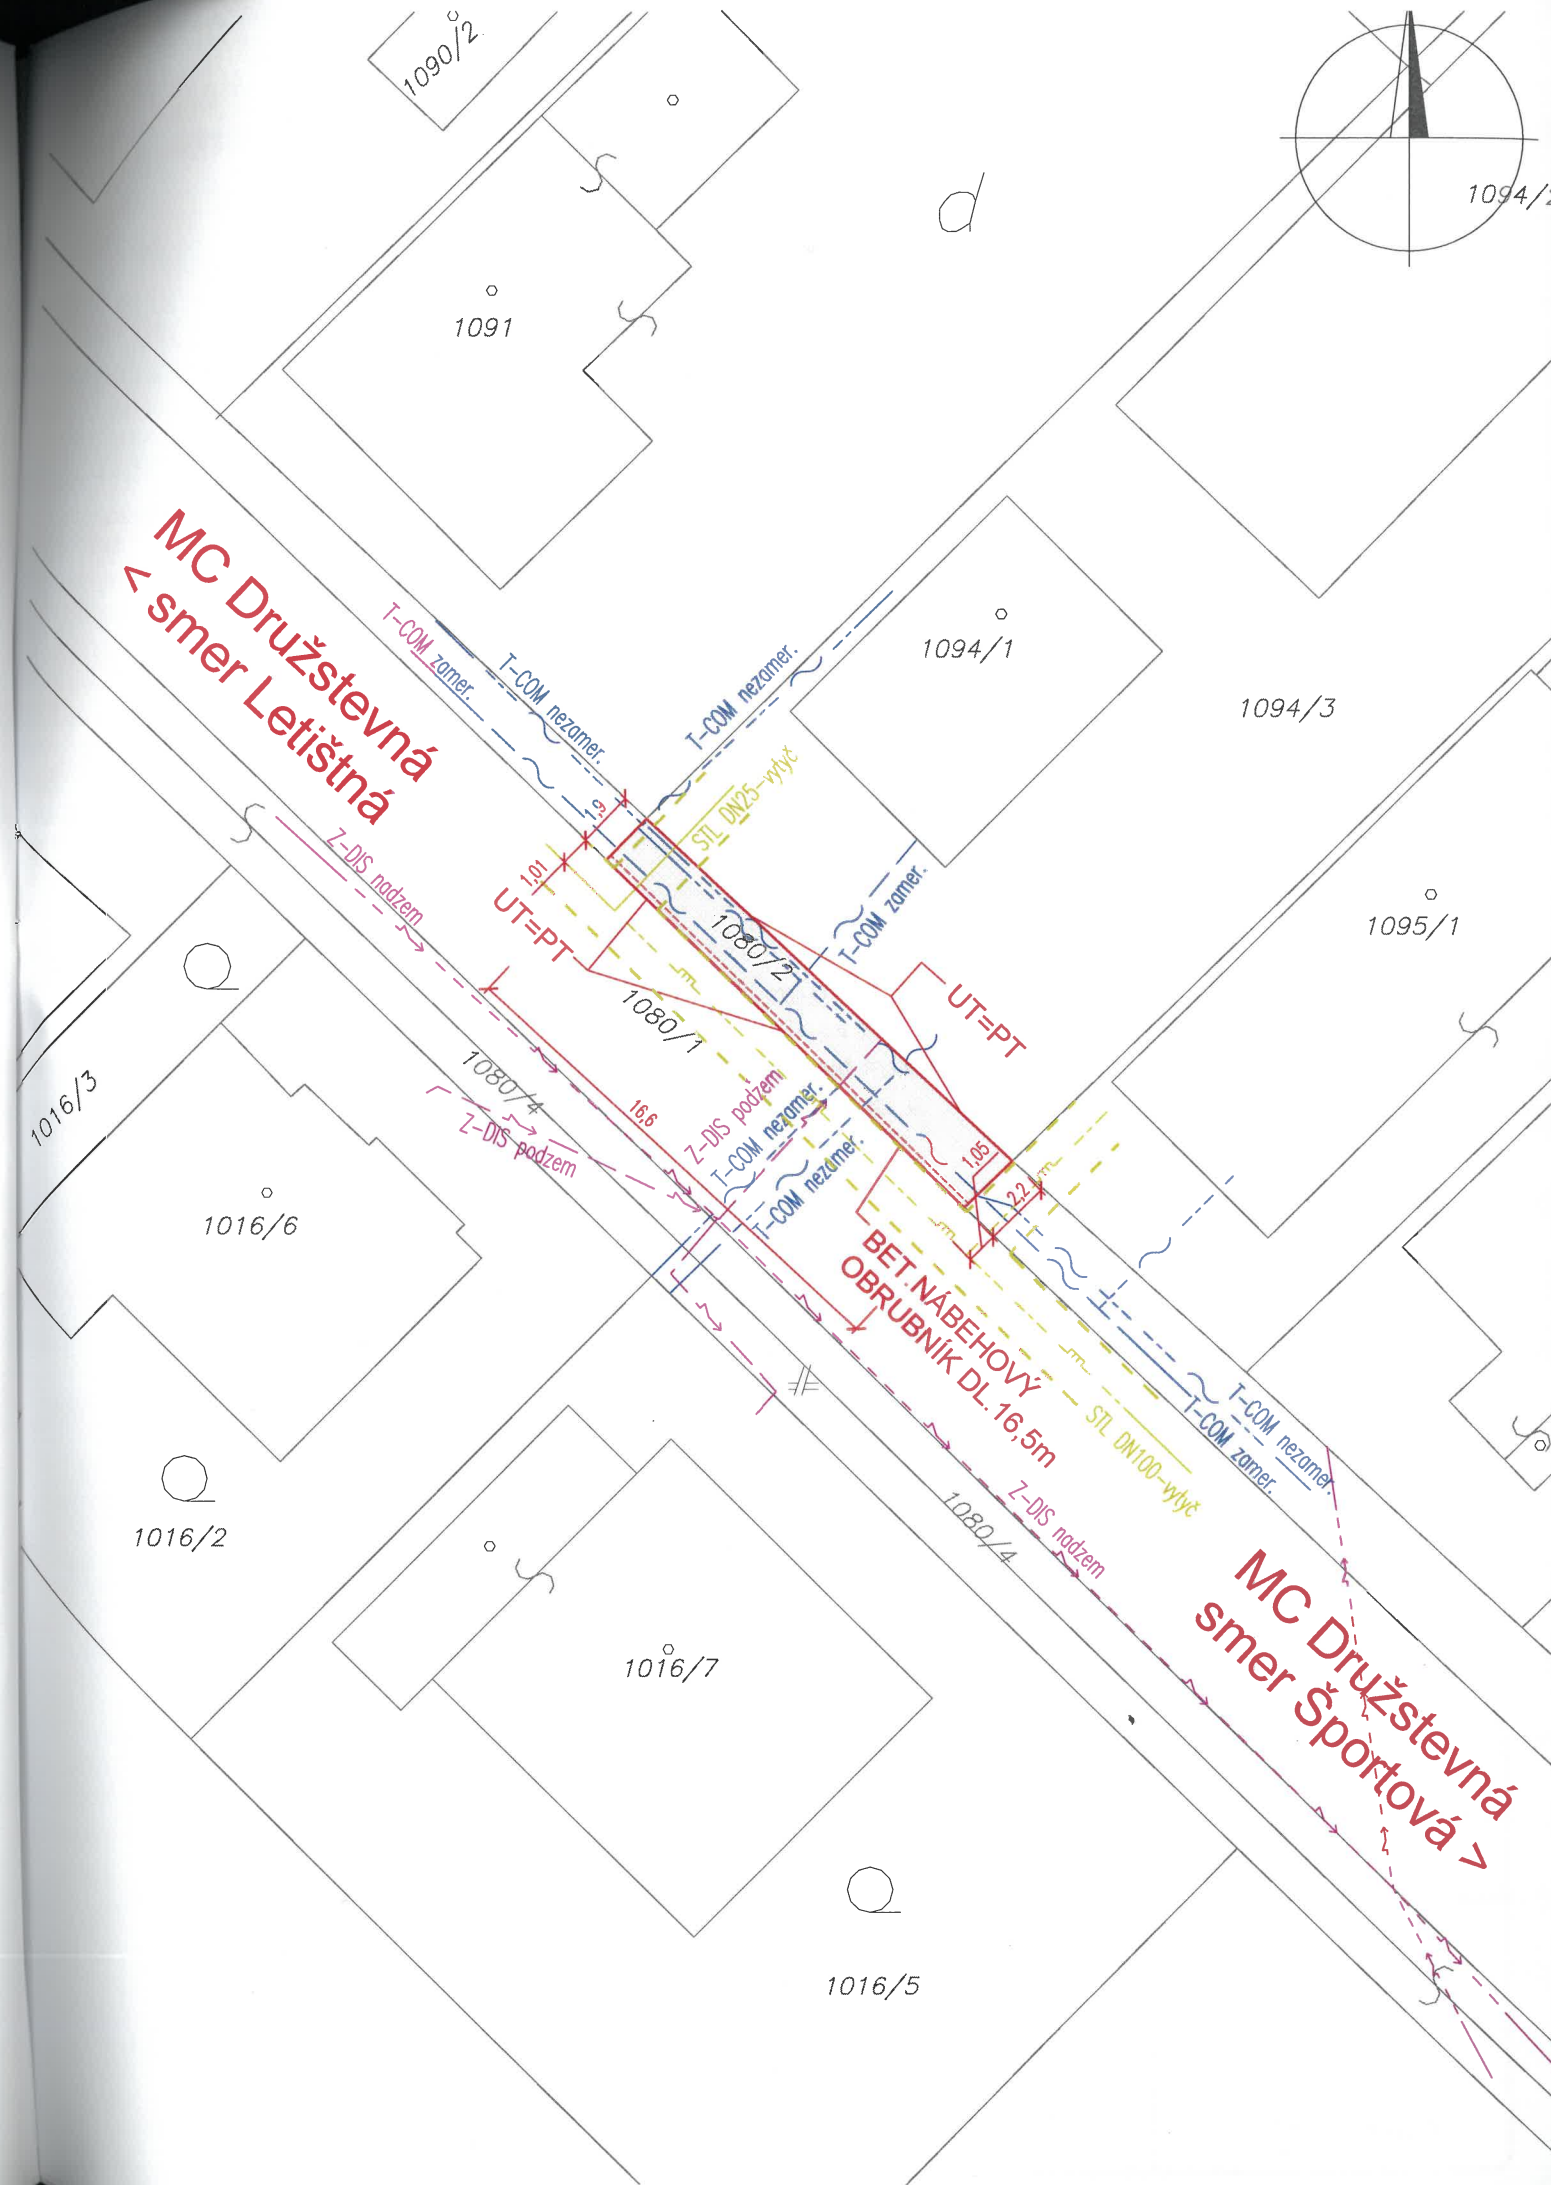 1090/2
d
1094/
1091
MC Družstevná
< smer Letištná
T-COM zamer.
T-COM nezamer.
T-COM nezamer.
1094/1
1094/3
STL DN25-vytyč
1,9
1,01
Z-DIS nadzem
UT=PT
1080/2
T-COM zamer.
1095/1
1080/1
UT=PT
1016/3
1080/4
Z-DIS podzem
16,6
Z-DIS podzem
T-COM nezamer.
T-COM nezamer.
1,05
2,2
1016/6
BET.NÁBEHOVÝ
OBRUBNÍK DL.16,5m
STL DN100-vytyč
T-COM nezamer.
T-COM zamer.
1016/2
1080/4
Z-DIS nadzem
1016/7
MC Družstevná
smer Športová >
1016/5